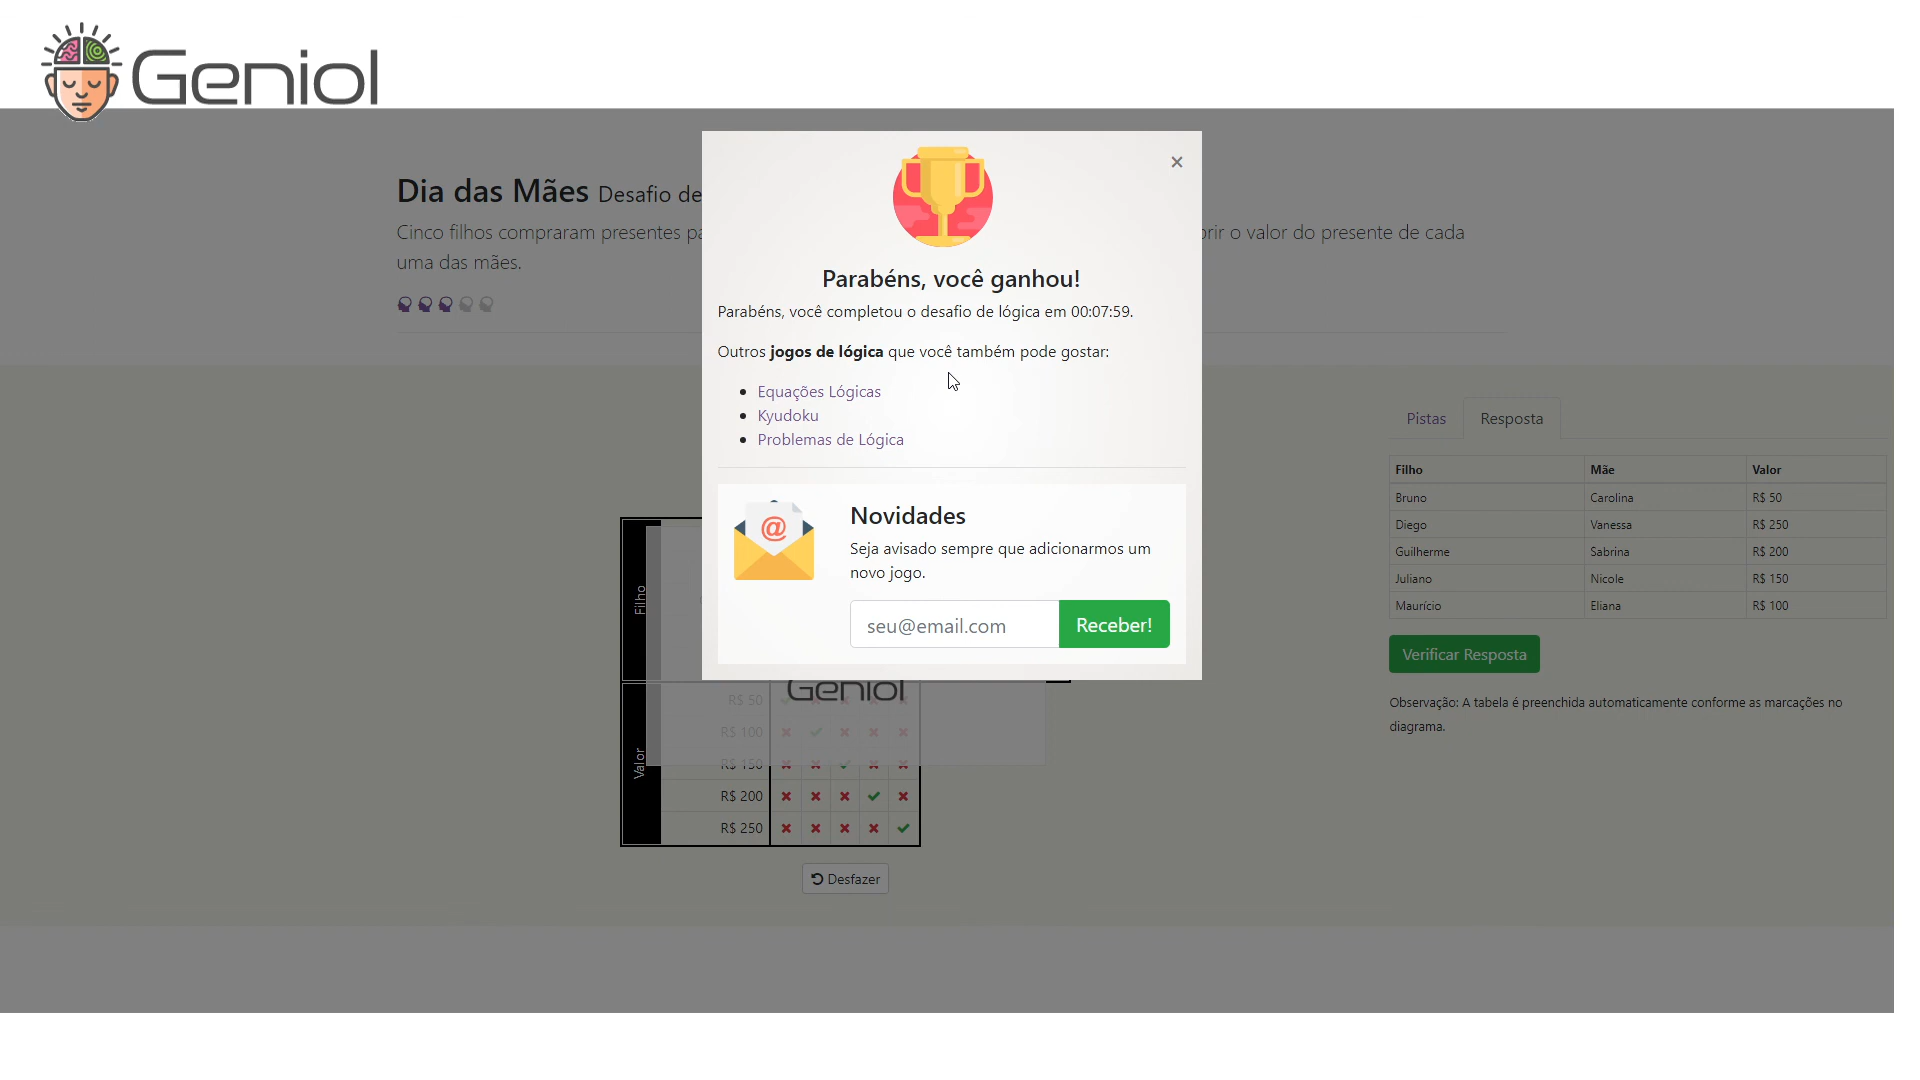 Geniol
Dia das Mães Desafio de
Cinco filhos compraram presentes
uma das mães.
o valor do presente de cada
×
Parabéns, você ganhou!
Parabéns, você completou o desafio de lógica em 00:07:59.
Outros jogos de lógica que você também pode gostar:
Equações Lógicas
Kyudoku
Problemas de Lógica
@
Novidades
Seja avisado sempre que adicionarmos um
novo jogo.
seu@email.com
Receber!
Pistas
Resposta
Filho Mãe Valor
Bruno Carolina R$ 50
Diego Vanessa R$ 250
Guilherme Sabrina R$ 200
Juliano Nicole R$ 150
Maurício Eliana R$ 100
Verificar Resposta
Observação: A tabela é preenchida automaticamente conforme as marcações no
diagrama.
Filho
Valor
Geniol
R$ 50
R$ 100
R$ 150
R$ 200
R$ 250
Desfazer